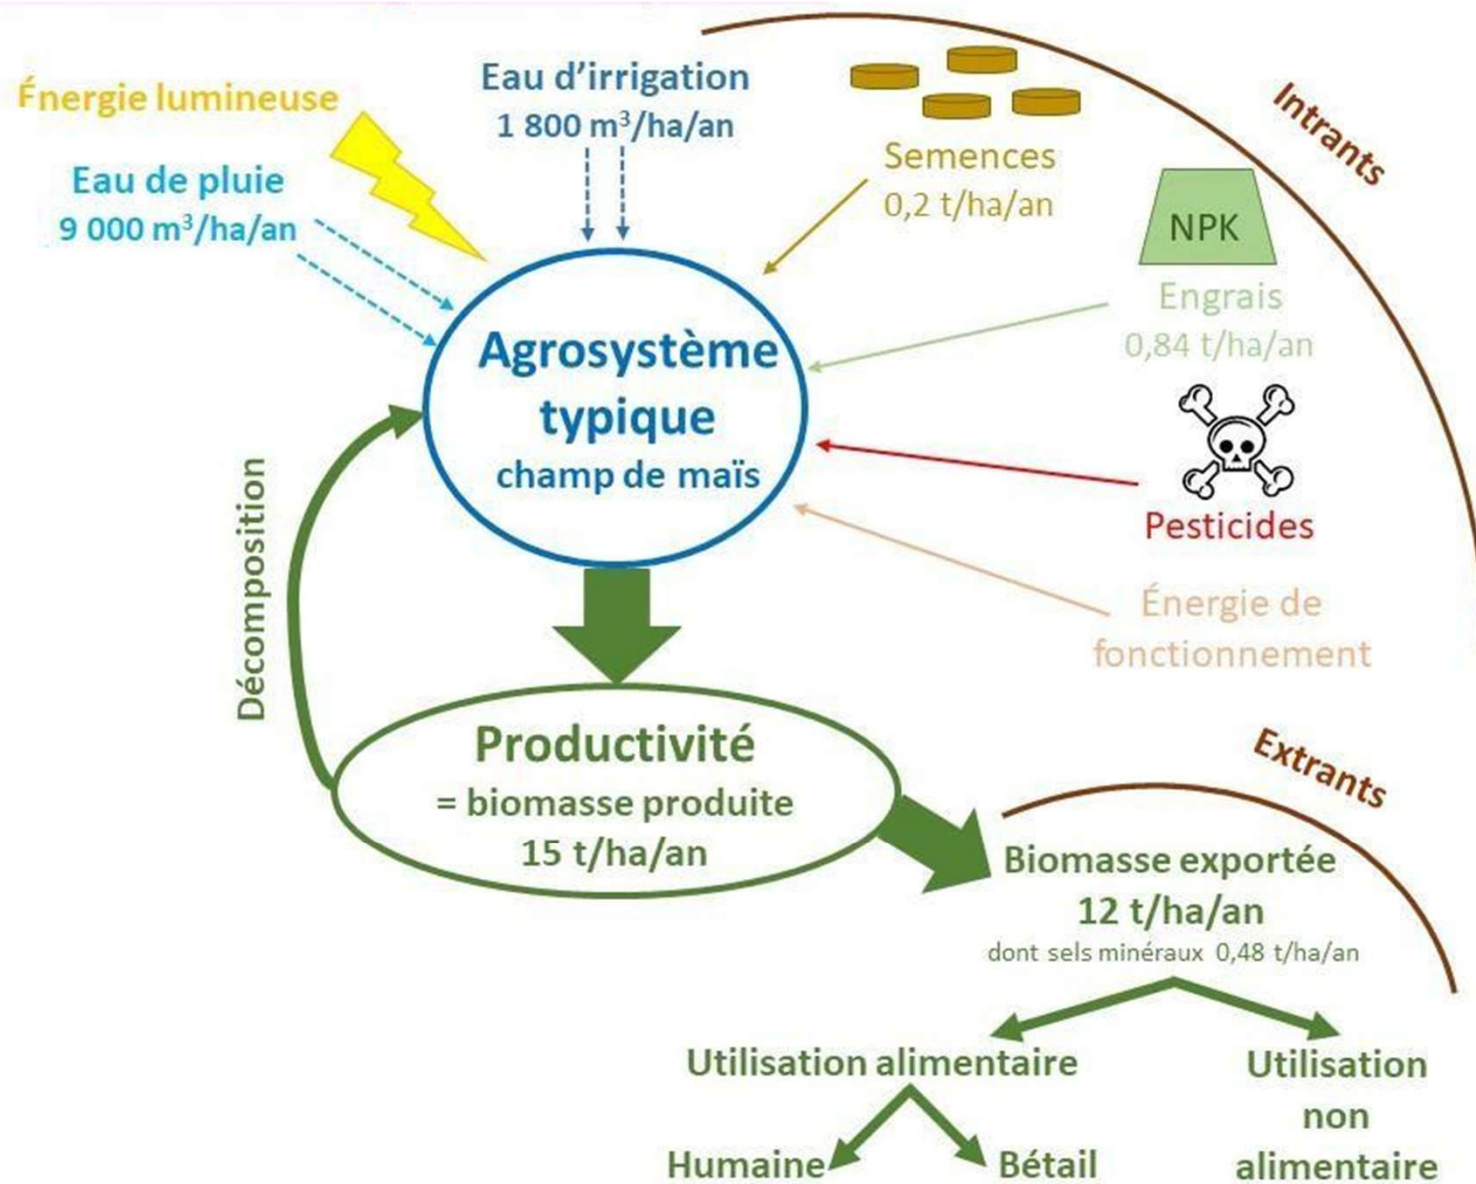 Énergie lumineuse
Eau de pluie
9 000 m³/ha/an
Eau d'irrigation
1 800 m³/ha/an
Semences
0,2 t/ha/an
Intrants
NPK
Engrais
0,84 t/ha/an
Pesticides
Énergie de
fonctionnement
Agrosystème
typique
champ de maïs
Décomposition
Productivité
= biomasse produite
15 t/ha/an
Extrants
Biomasse exportée
12 t/ha/an
dont sels minéraux 0,48 t/ha/an
Utilisation alimentaire
Humaine
Bétail
Utilisation
non
alimentaire